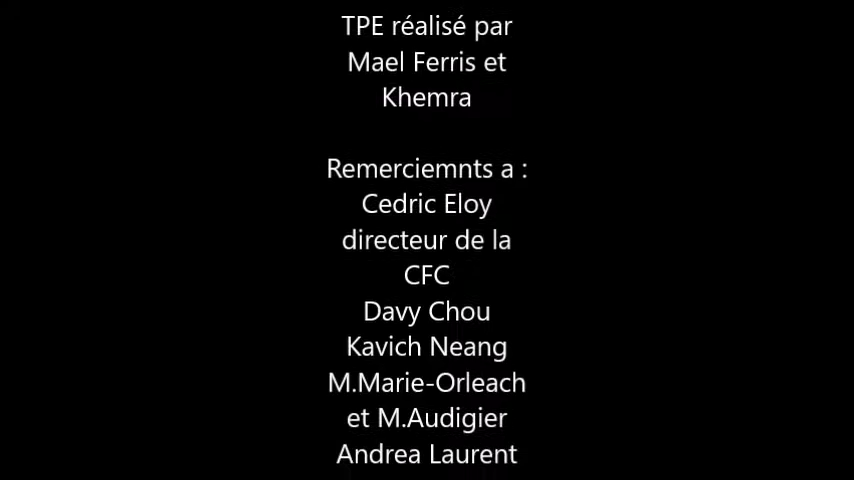 TPE réalisé par
Mael Ferris et
Khemra
Remerciemnts a :
Cedric Eloy
directeur de la
CFC
Davy Chou
Kavich Neang
M.Marie-Orleach
et M.Audigier
Andrea Laurent